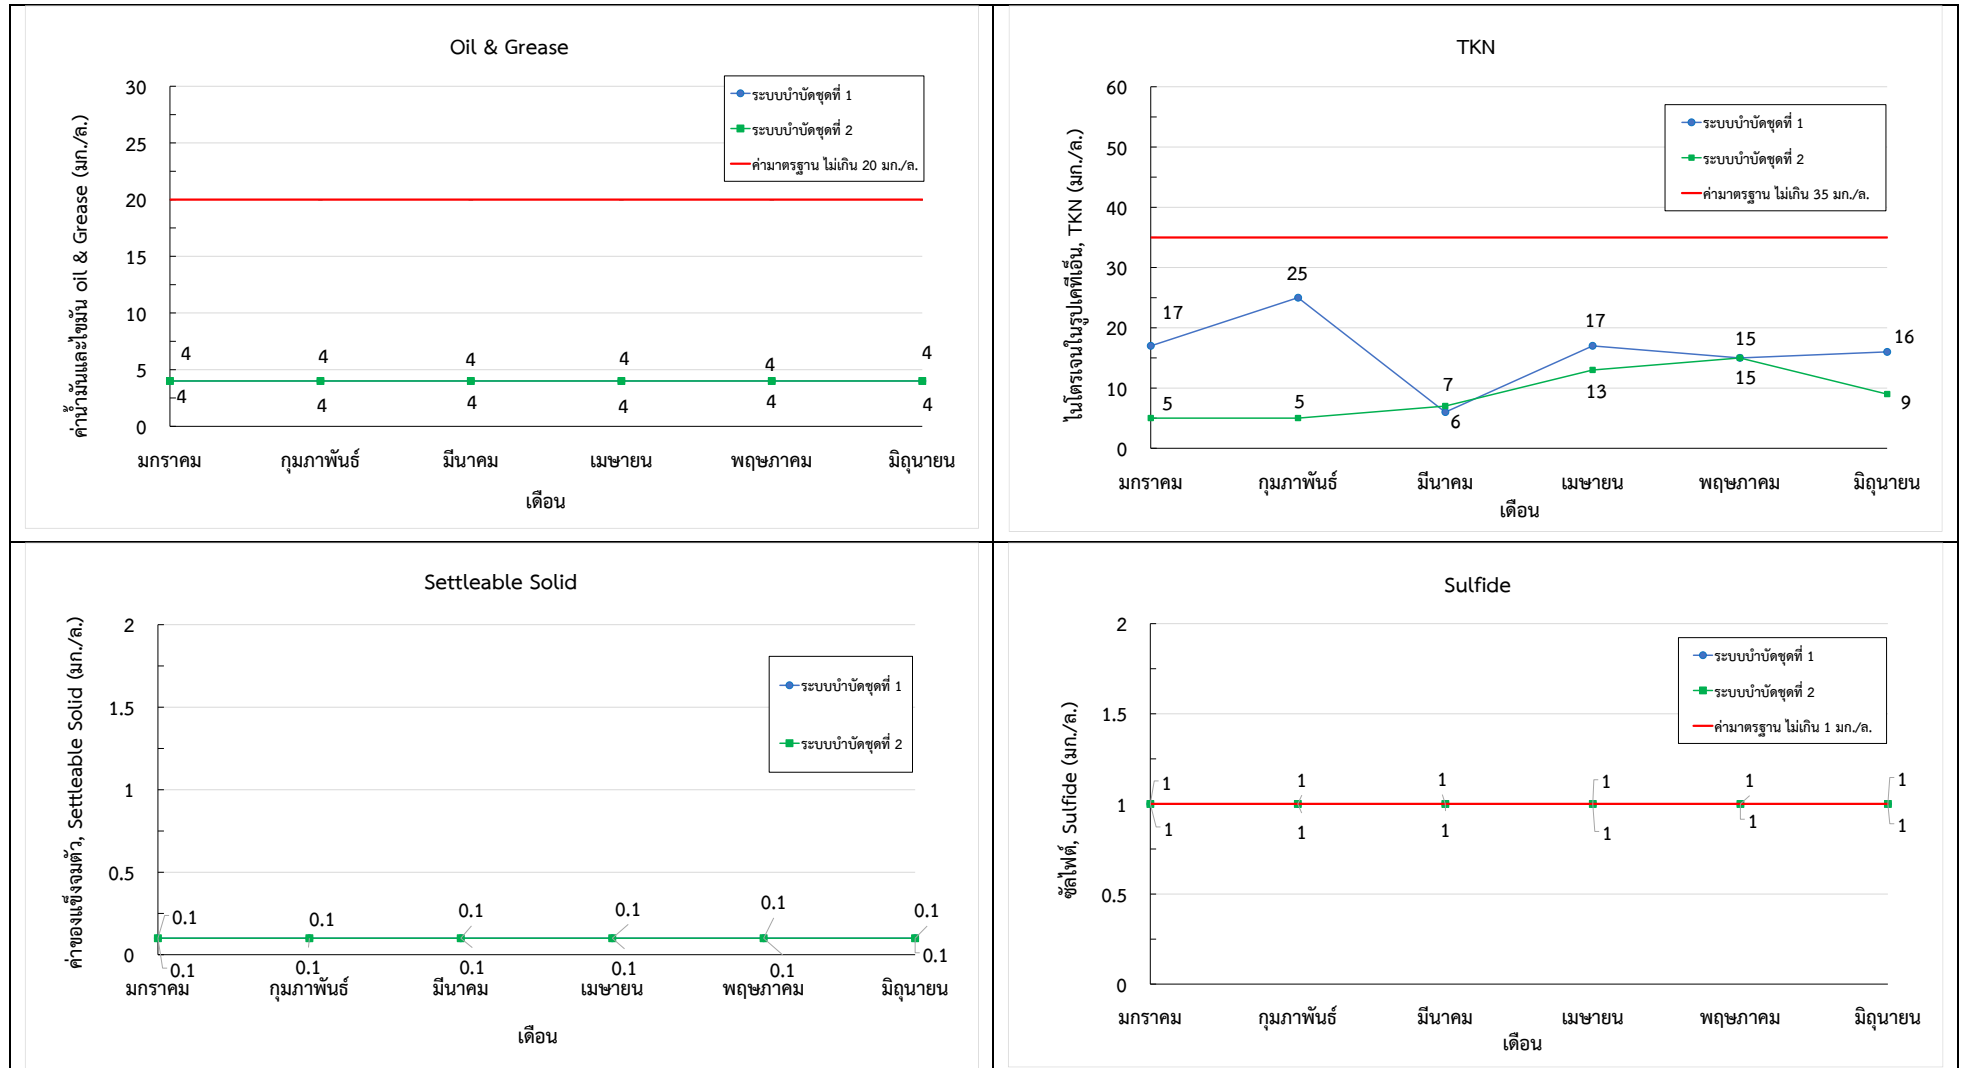 Oil & Grease
ค่าน้ำมันและไขมัน oil & Grease (มก./ล.)
30
25
20
15
10
5
0
ระบบบำบัดชุดที่ 1
ระบบบำบัดชุดที่ 2
ค่ามาตรฐาน ไม่เกิน 20 มก./ล.
4 4 4 4 4 4
4 4 4 4 4 4
มกราคม กุมภาพันธ์ มีนาคม เมษายน พฤษภาคม มิถุนายน
เดือน
TKN
ไนโตรเจนในรูปเคทีเอ็น, TKN (มก./ล.)
60
50
40
30
20
10
0
ระบบบำบัดชุดที่ 1
ระบบบำบัดชุดที่ 2
ค่ามาตรฐาน ไม่เกิน 35 มก./ล.
17 25 7 17 15 16
5 5 6 13 15 9
มกราคม กุมภาพันธ์ มีนาคม เมษายน พฤษภาคม มิถุนายน
เดือน
Settleable Solid
ค่าของแข็งจมตัว, Settleable Solid (มก./ล.)
2
1.5
1
0.5
0
ระบบบำบัดชุดที่ 1
ระบบบำบัดชุดที่ 2
0.1 0.1 0.1 0.1 0.1 0.1
0.1 0.1 0.1 0.1 0.1 0.1
มกราคม กุมภาพันธ์ มีนาคม เมษายน พฤษภาคม มิถุนายน
เดือน
Sulfide
ซัลไฟด์, Sulfide (มก./ล.)
2
1.5
1
0.5
0
ระบบบำบัดชุดที่ 1
ระบบบำบัดชุดที่ 2
ค่ามาตรฐาน ไม่เกิน 1 มก./ล.
1 1 1 1 1 1
1 1 1 1 1 1
มกราคม กุมภาพันธ์ มีนาคม เมษายน พฤษภาคม มิถุนายน
เดือน